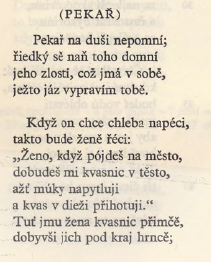 (PEKAŘ)
Pekař na duši nepomní;
řiedký sě naň toho domní
jeho zlosti, což jmá v sobě,
ježto jáz vypravím tobě.
Když on chce chleba napéci,
takto bude ženě řéci:
„Ženo, když pójdeš na město,
dobudeš mi kvasnic v těsto,
ažť múky napytluji
a kvas v dieži přihotuji.“
Tuť jmu žena kvasnic přimčě,
dobyvši jich pod kraj hrncě;